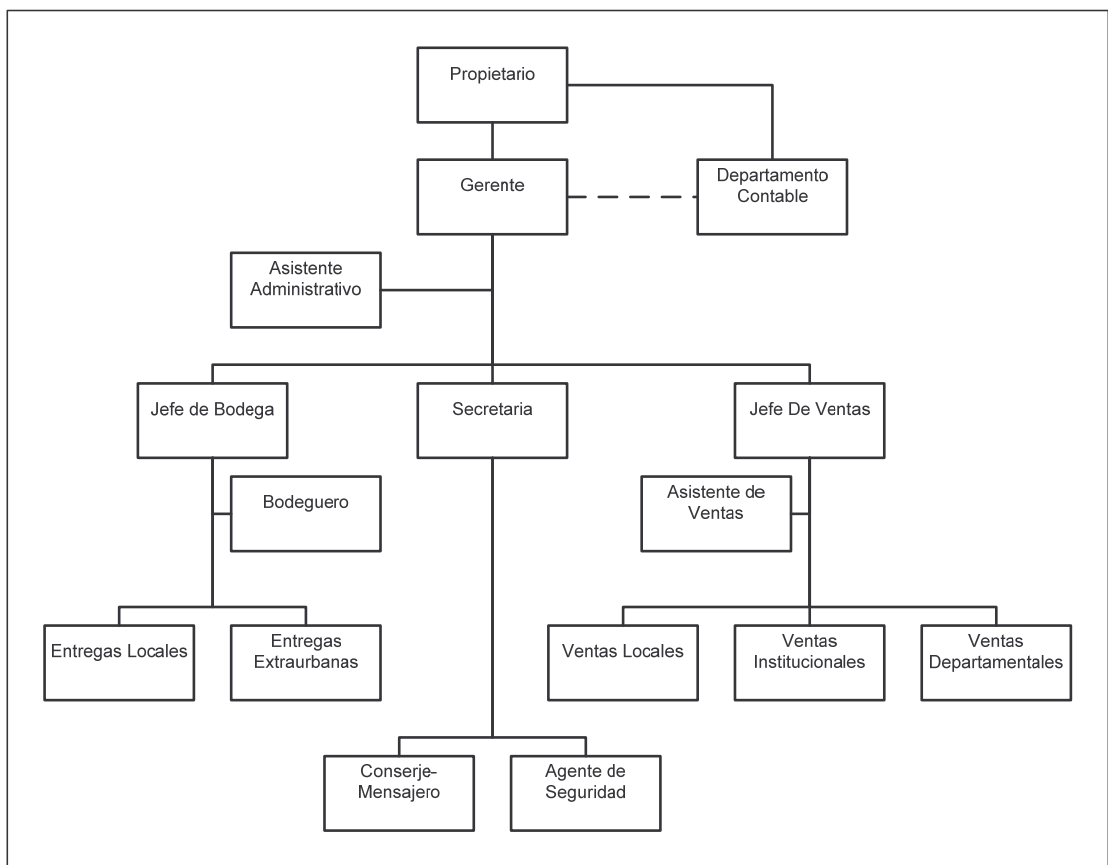 Propietario
Gerente
Departamento
Contable
Asistente
Administrativo
Jefe de Bodega
Secretaria
Jefe De Ventas
Bodeguero
Asistente de
Ventas
Entregas Locales
Entregas
Extraurbanas
Ventas Locales
Ventas
Institucionales
Ventas
Departamentales
Conserje-
Mensajero
Agente de
Seguridad